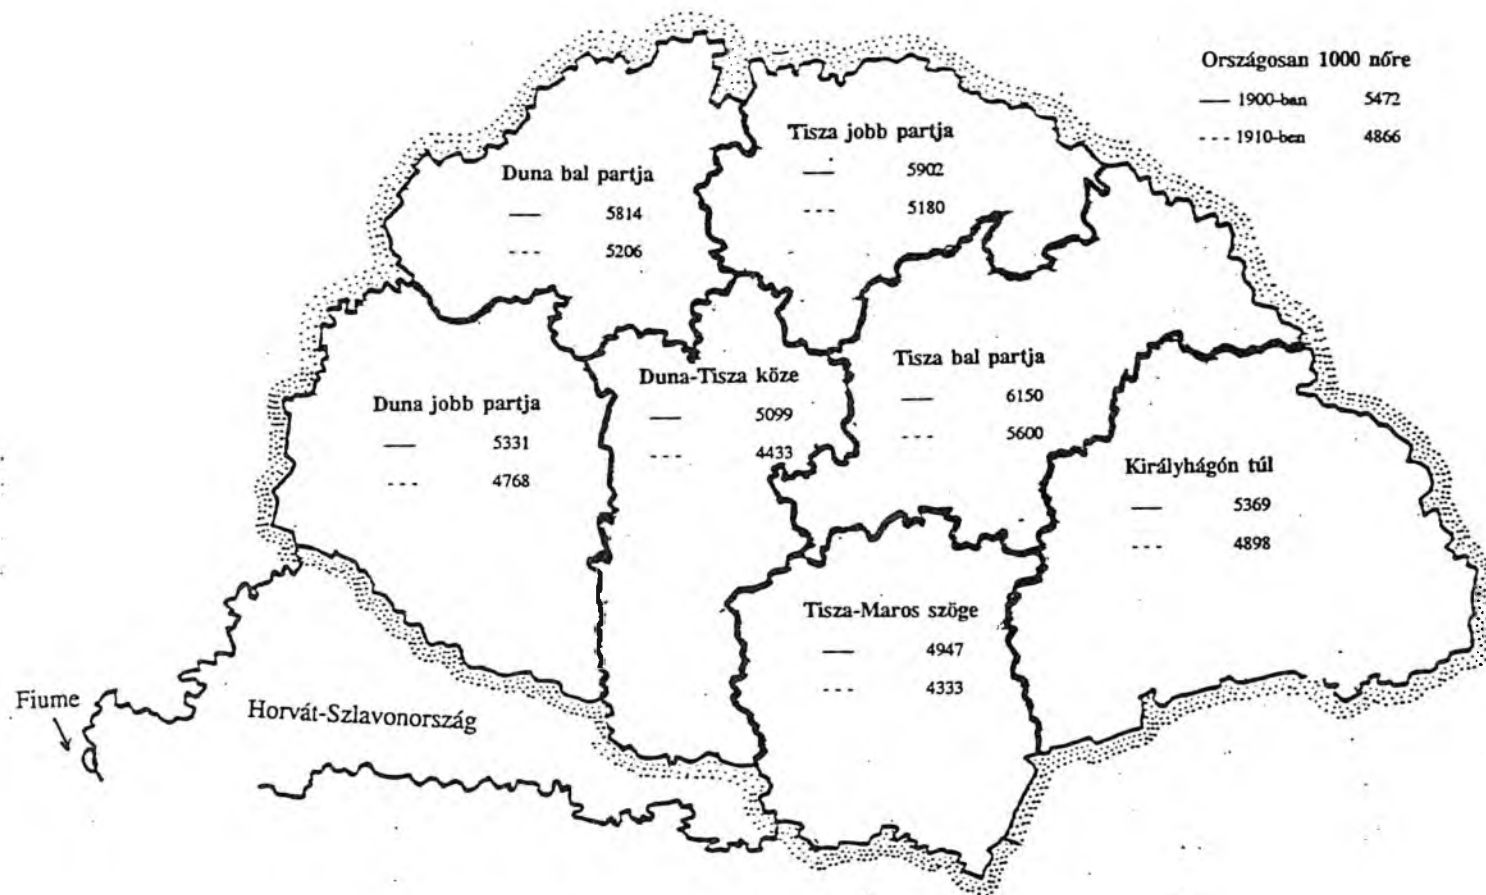 Országosan 1000 nőre
— 1900-ban 5472
--- 1910-ben 4866
Tisza jobb partja
— 5902
--- 5180
Duna bal partja
— 5814
--- 5206
Tisza bal partja
— 6150
--- 5600
Duna-Tisza köze
— 5099
--- 4433
Duna jobb partja
— 5331
--- 4768
Királyhágón túl
— 5369
--- 4898
Tisza-Maros szöge
— 4947
--- 4333
Fiume
Horvát-Szlavonország